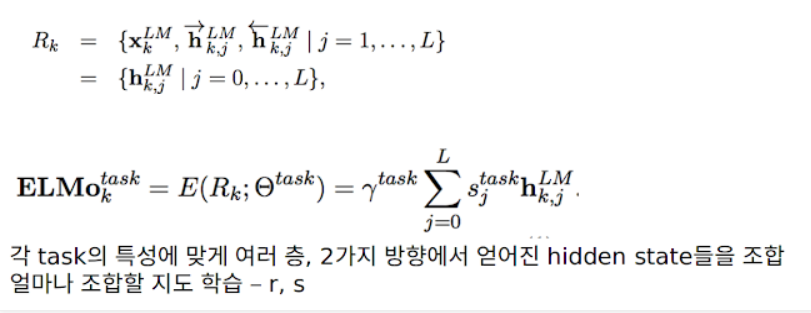 R_k = {x_k^{LM}, \overrightarrow{h}_{k,j}^{LM}, \overleftarrow{h}_{k,j}^{LM} | j = 1, . . . , L}
= {h_{k,j}^{LM} | j = 0, . . . , L},
ELMo_k^{task} = E(R_k; Θ^{task}) = γ^{task} \sum_{j=0}^{L} s_j^{task} h_{k,j}^{LM}.
각 task의 특성에 맞게 여러 층, 2가지 방향에서 얻어진 hidden state들을 조합
얼마나 조합할 지도 학습 – r, s